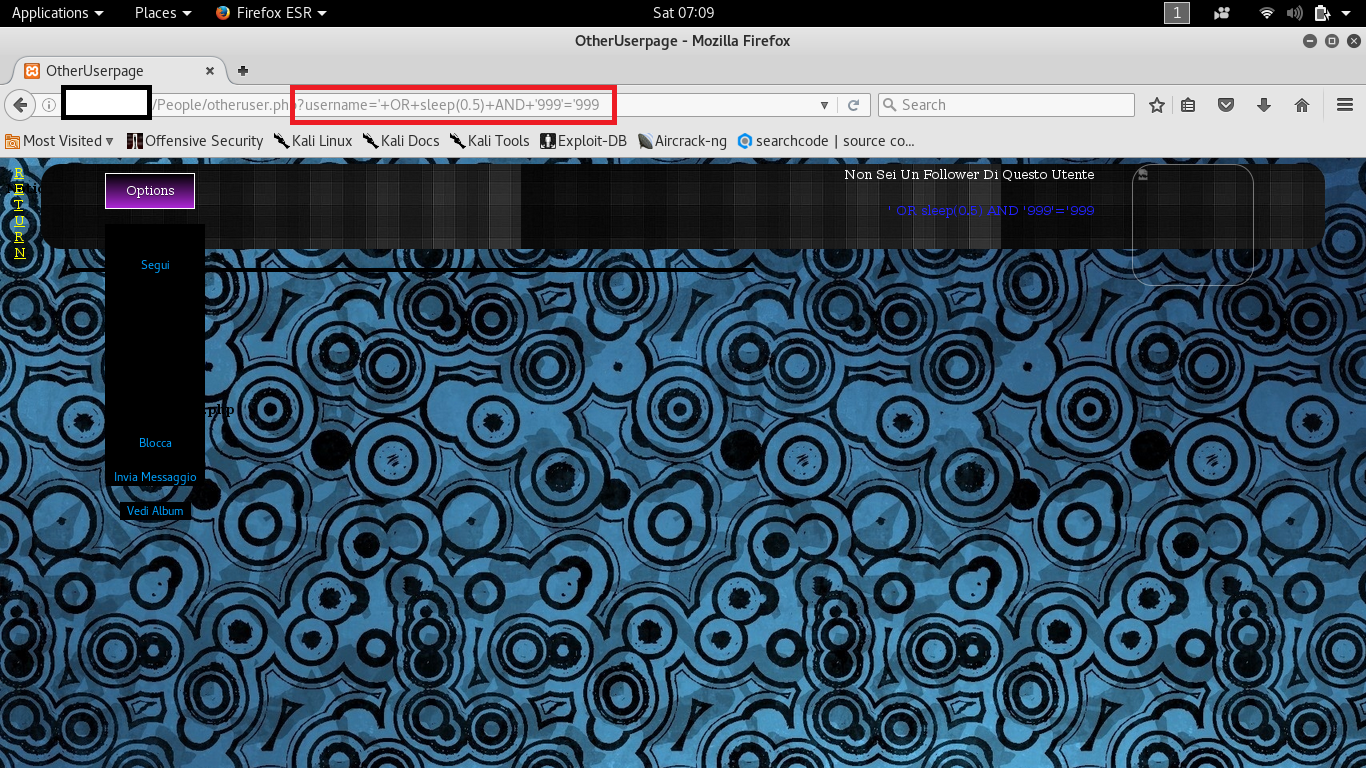 Applications Places Firefox ESR Sat 07:09 1
OtherUserpage - Mozilla Firefox
OtherUserpage
/People/otheruser.php?username='+OR+sleep(0.5)+AND+'999'='999 Search
Most Visited Offensive Security Kali Linux Kali Docs Kali Tools Exploit-DB Aircrack-ng searchcode | source co...
RETURN
Options
Non Sei Un Follower Di Questo Utente
' OR sleep(0.5) AND '999'='999
Segui
.php
Blocca
Invia Messaggio
Vedi Album